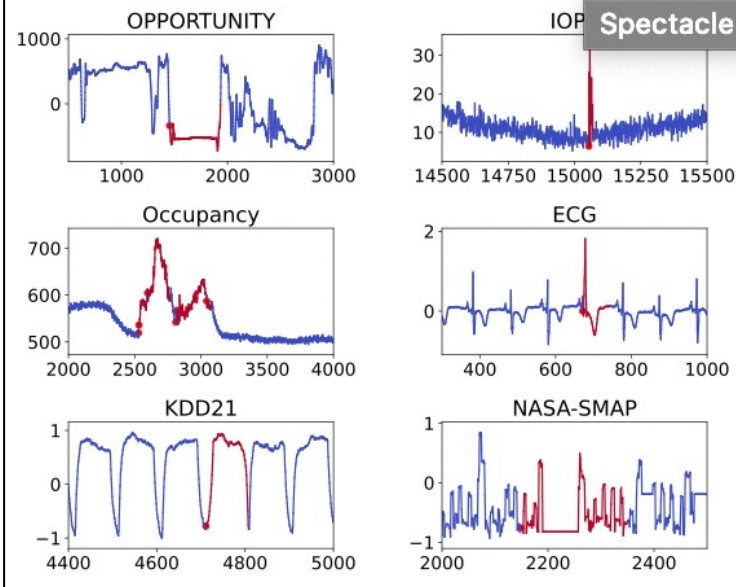 OPPORTUNITY
1000
0
1000 2000 3000
IOP
Spectacle
30
20
10
14500 14750 15000 15250 15500
Occupancy
700
600
500
2000 2500 3000 3500 4000
ECG
2
0
400 600 800 1000
KDD21
1
0
−1
4400 4600 4800 5000
NASA-SMAP
1
0
−1
2000 2200 2400